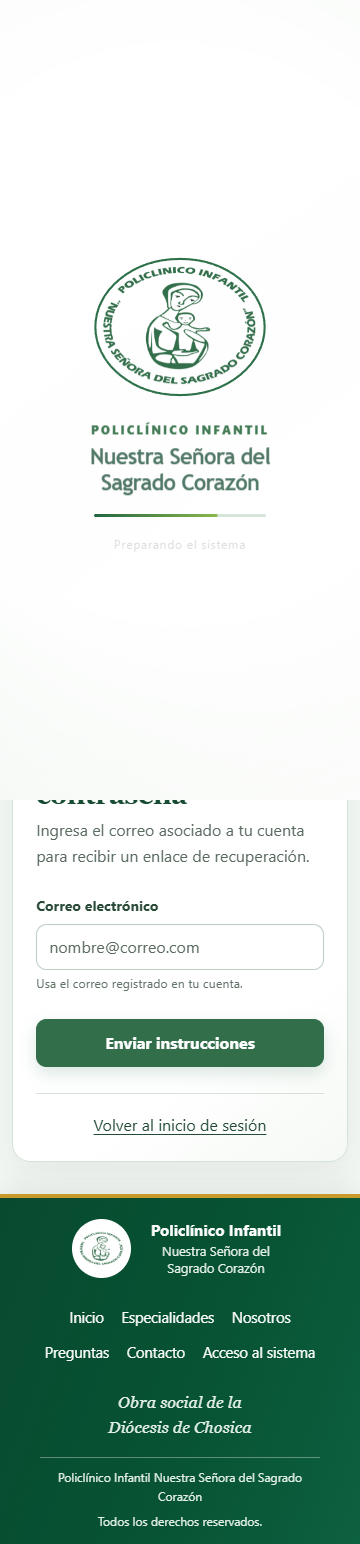 POLICLINICO INFANTIL
"NUESTRA SEÑORA DEL SAGRADO CORAZÓN"
POLICLÍNICO INFANTIL
Nuestra Señora del
Sagrado Corazón
Preparando el sistema
contraseña
Ingresa el correo asociado a tu cuenta
para recibir un enlace de recuperación.
Correo electrónico
nombre@correo.com
Usa el correo registrado en tu cuenta.
Enviar instrucciones
Volver al inicio de sesión
Policlínico Infantil
Nuestra Señora del
Sagrado Corazón
Inicio Especialidades Nosotros
Preguntas Contacto Acceso al sistema
Obra social de la
Diócesis de Chosica
Policlínico Infantil Nuestra Señora del Sagrado
Corazón
Todos los derechos reservados.